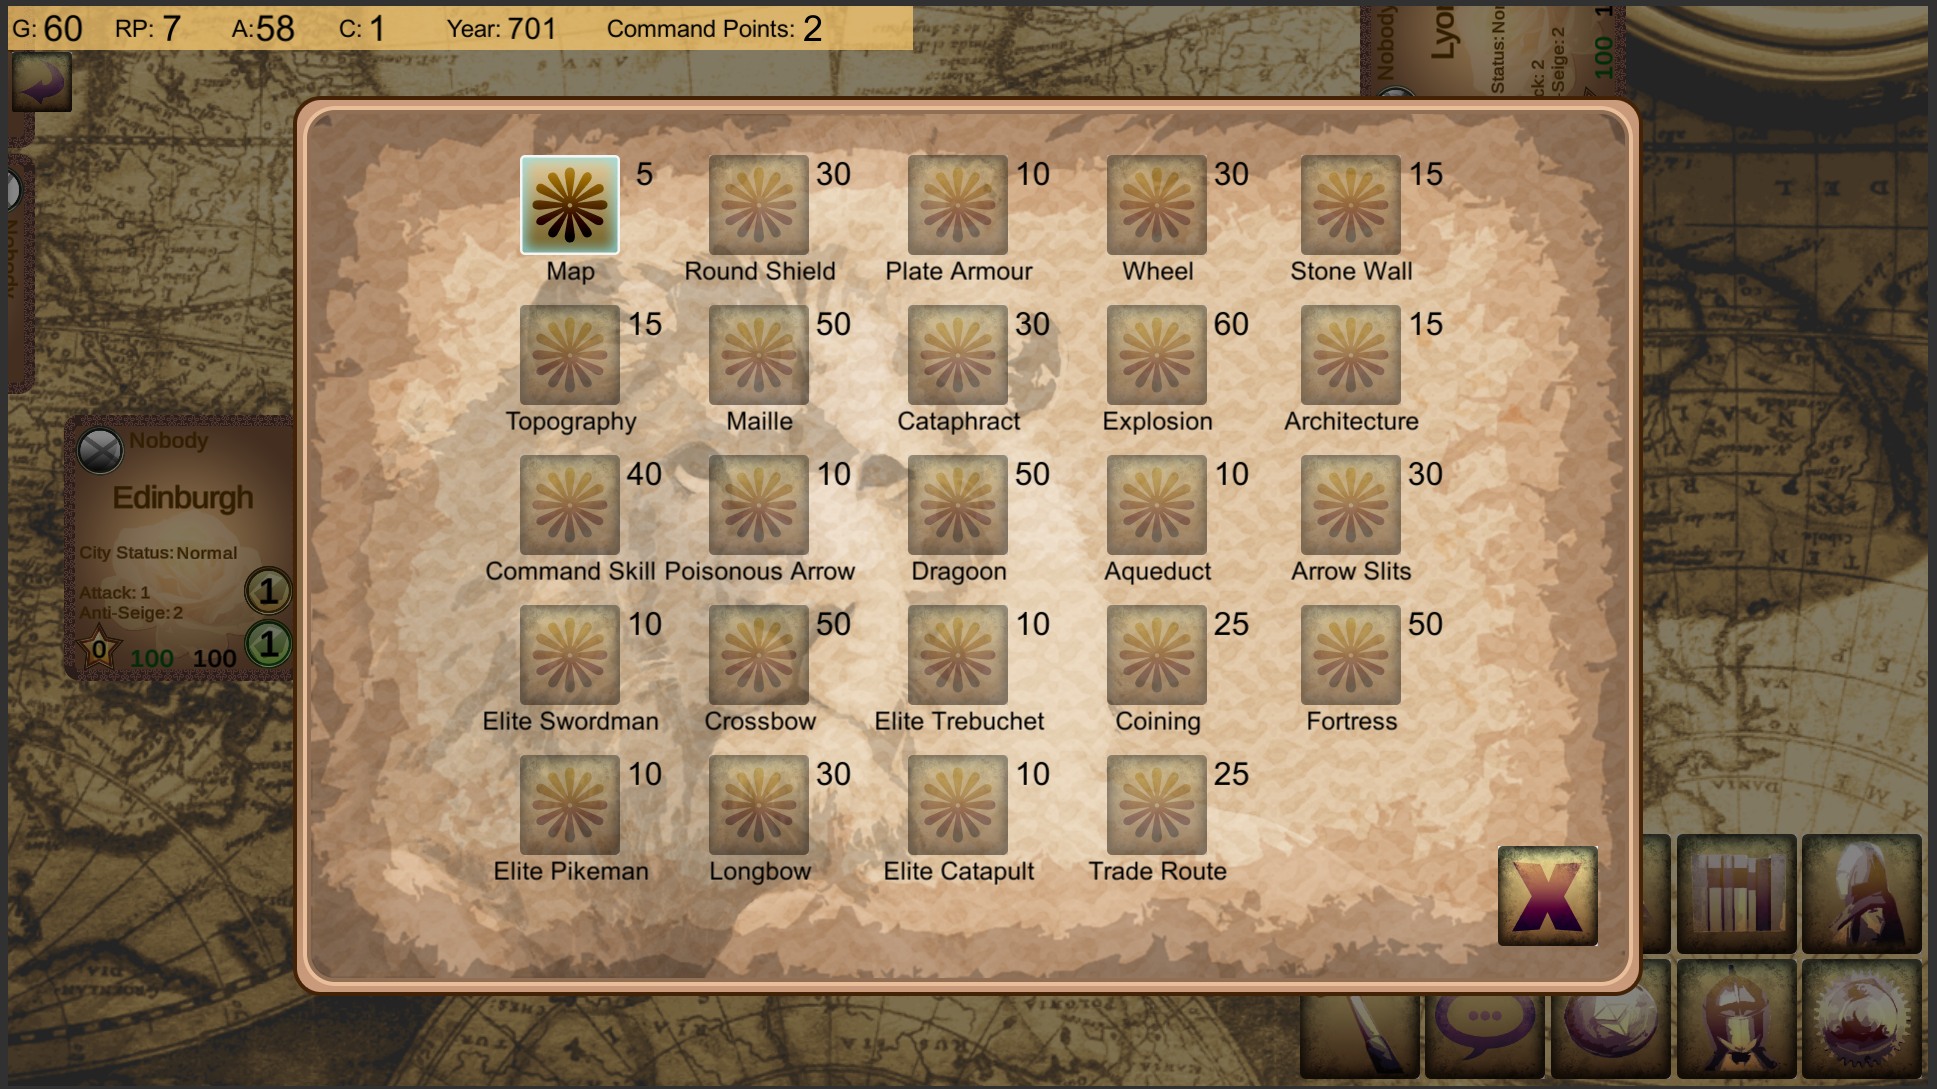 G: 60 RP: 7 A:58 C: 1 Year: 701 Command Points: 2
Nobody
Lyon
Status: Nor
ck: 2
-Seige: 2
100 1
5 30 10 30 15
Map Round Shield Plate Armour Wheel Stone Wall
15 50 30 60 15
Topography Maille Cataphract Explosion Architecture
40 10 50 10 30
Command Skill Poisonous Arrow Dragoon Aqueduct Arrow Slits
10 50 10 25 50
Elite Swordman Crossbow Elite Trebuchet Coining Fortress
10 30 10 25
Elite Pikeman Longbow Elite Catapult Trade Route
X
Nobody
Edinburgh
City Status: Normal
Attack: 1
Anti-Seige: 2
1
0 100 100 1